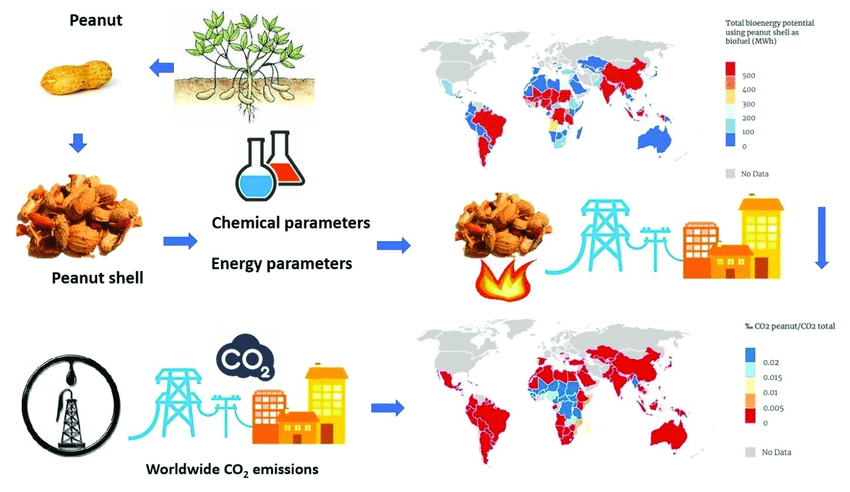 Peanut
Total bioenergy potential
using peanut shell as
biofuel (MWh)
500
400
300
200
100
0
No Data
Chemical parameters
Energy parameters
Peanut shell
‰ CO2 peanut/CO2 total
0.02
0.015
0.01
0.005
0
No Data
CO2
Worldwide CO2 emissions